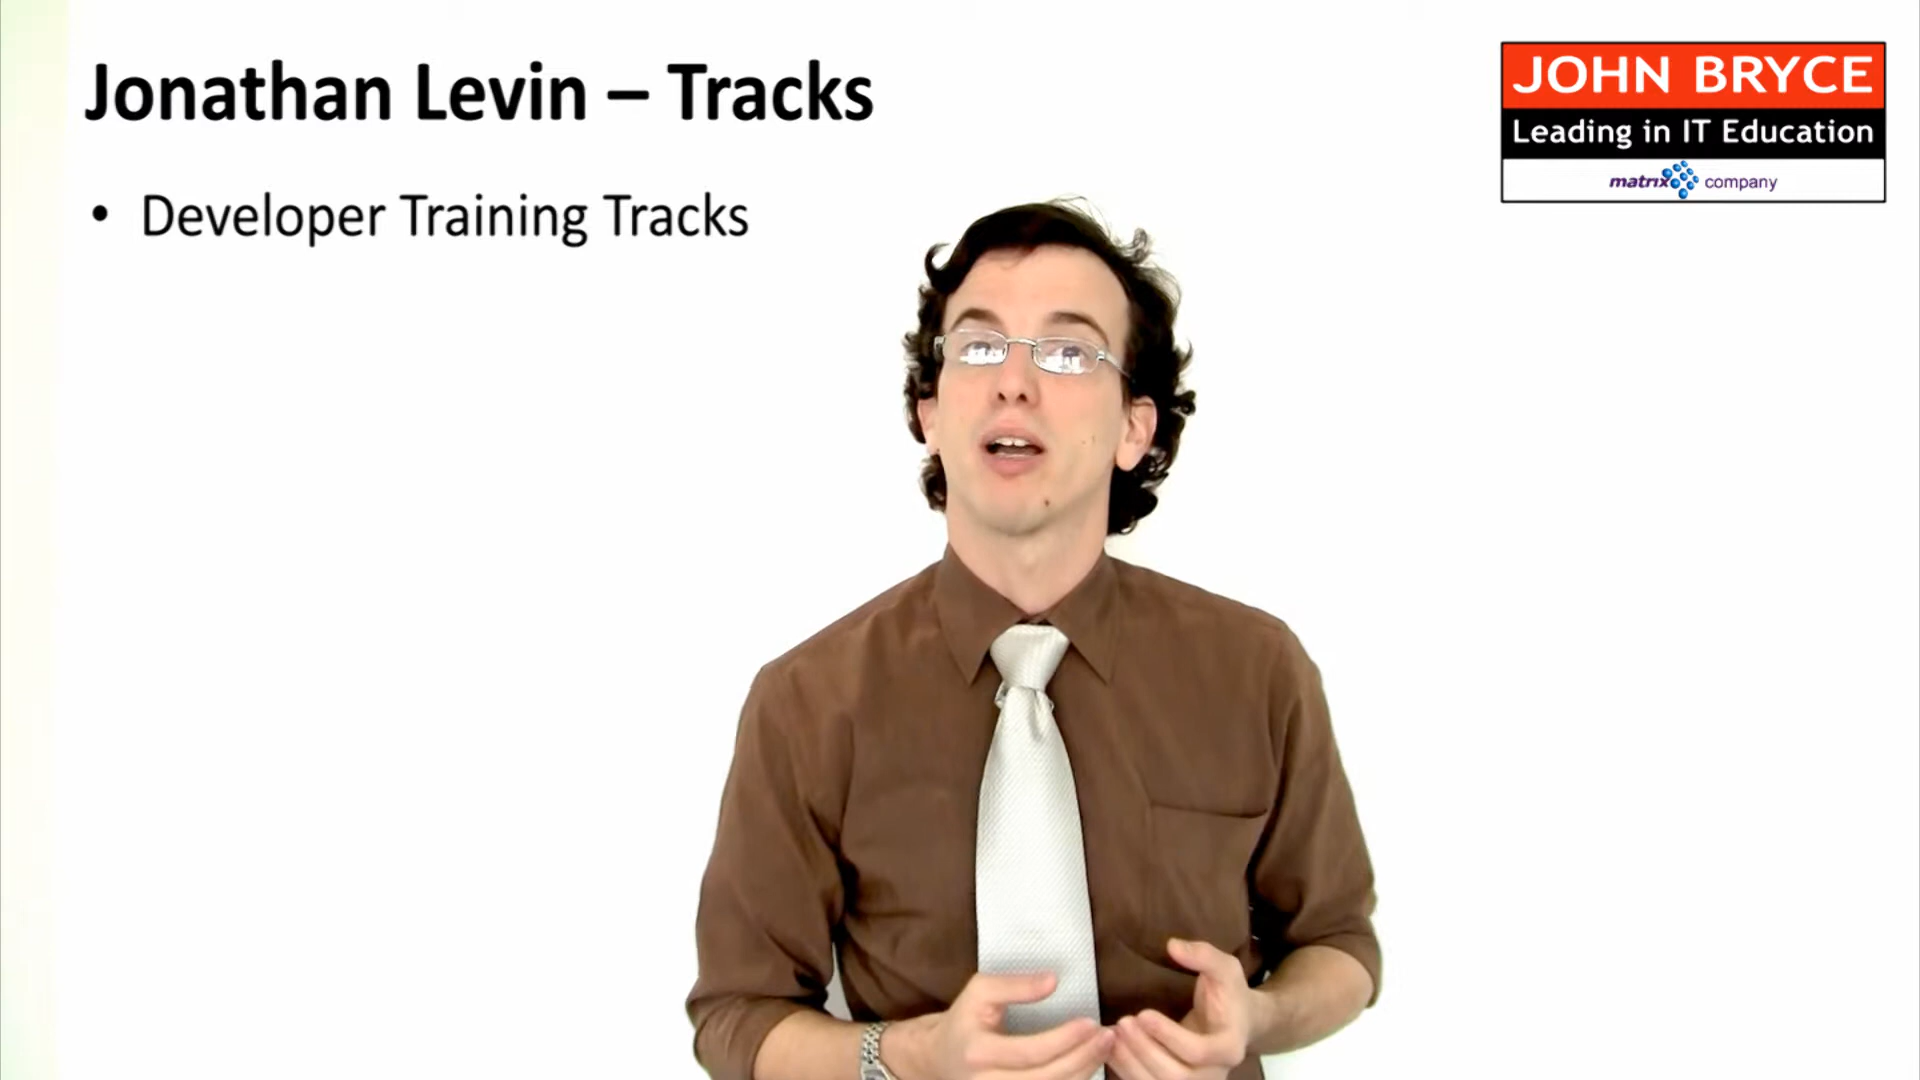 Jonathan Levin – Tracks
• Developer Training Tracks
JOHN BRYCE
Leading in IT Education
matrix company